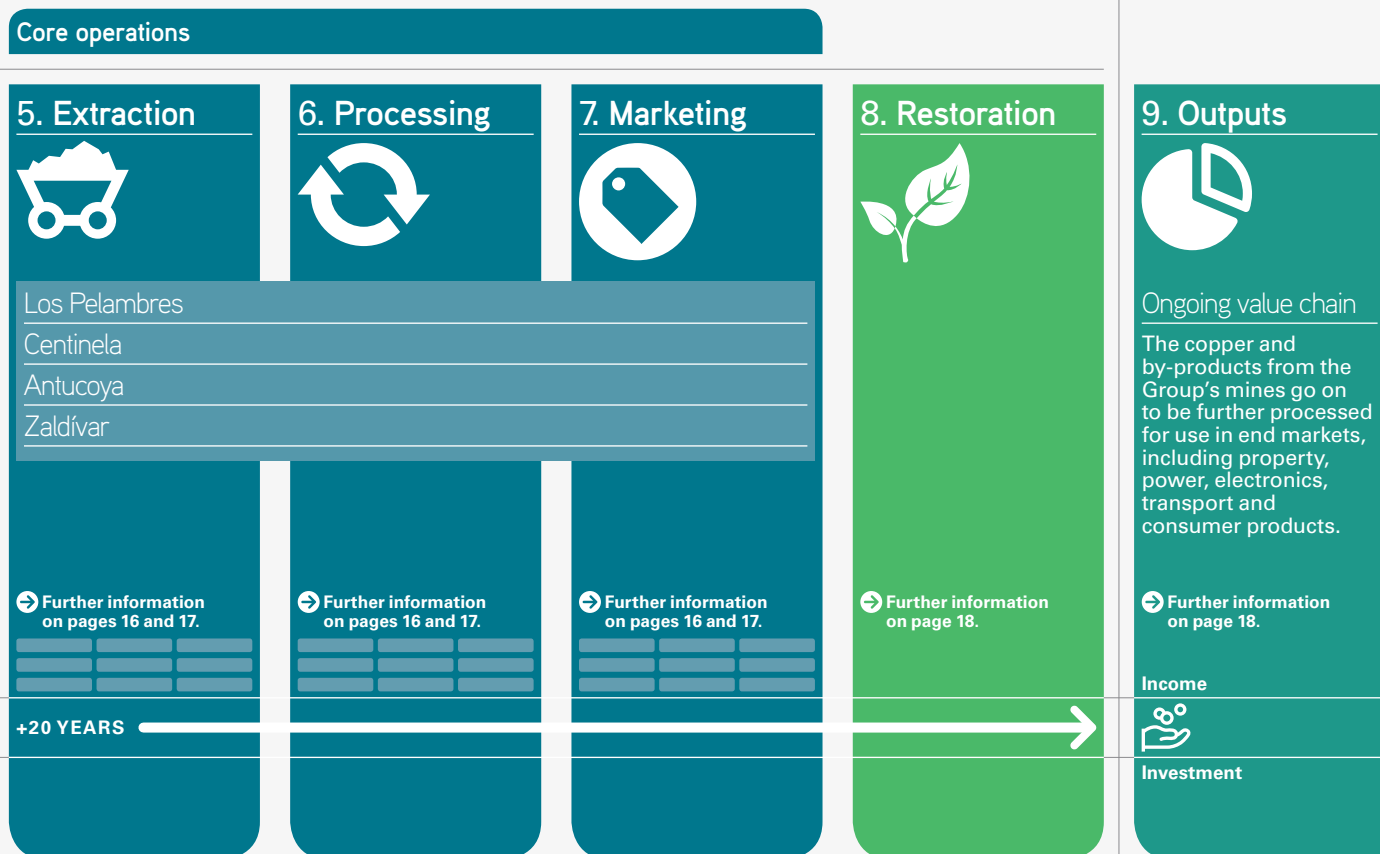 Core operations
5. Extraction
Los Pelambres
Centinela
Antucoya
Zaldívar
Further information
on pages 16 and 17.
6. Processing
Further information
on pages 16 and 17.
7. Marketing
Further information
on pages 16 and 17.
8. Restoration
Further information
on page 18.
+20 YEARS
9. Outputs
Ongoing value chain
The copper and
by-products from the
Group’s mines go on
to be further processed
for use in end markets,
including property,
power, electronics,
transport and
consumer products.
Further information
on page 18.
Income
Investment